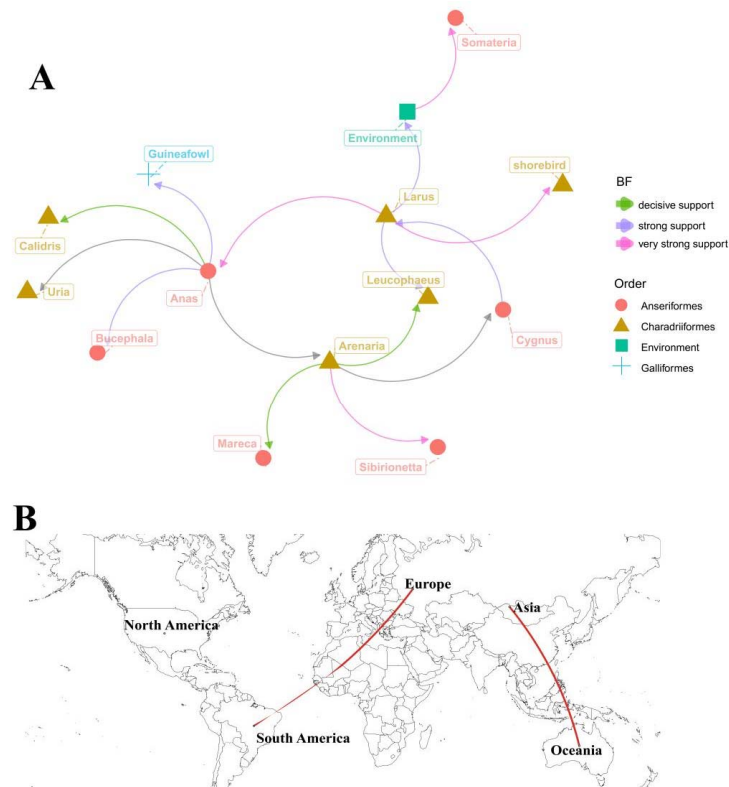 A
Somateria
Environment
Guineafowl
shorebird
Larus
Calidris
Leucophaeus
Uria
Anas
Bucephala
Cygnus
Arenaria
Mareca
Sibirionetta
BF
decisive support
strong support
very strong support
Order
Anseriformes
Charadriiformes
Environment
Galliformes
B
Europe
Asia
North America
South America
Oceania